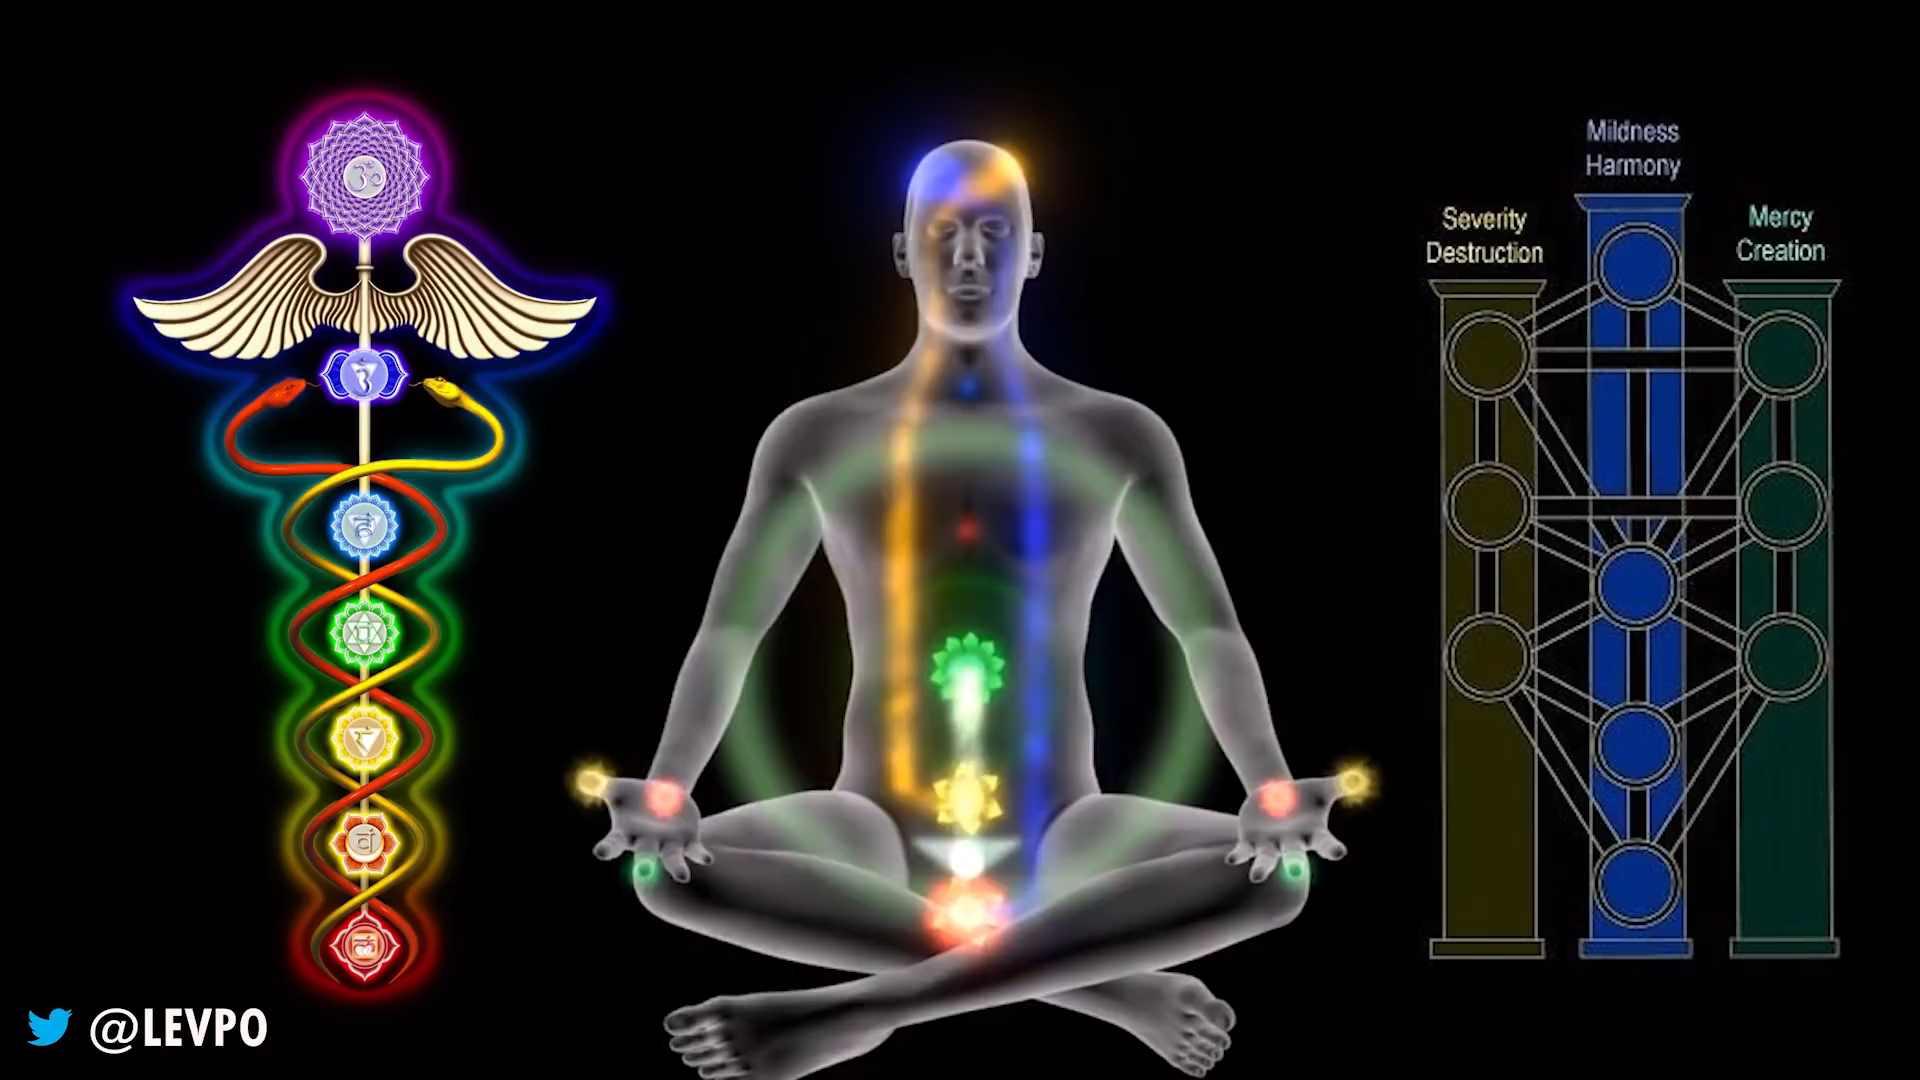 Mildness
Harmony
Severity
Destruction
Mercy
Creation
ॐ
@LEVPO